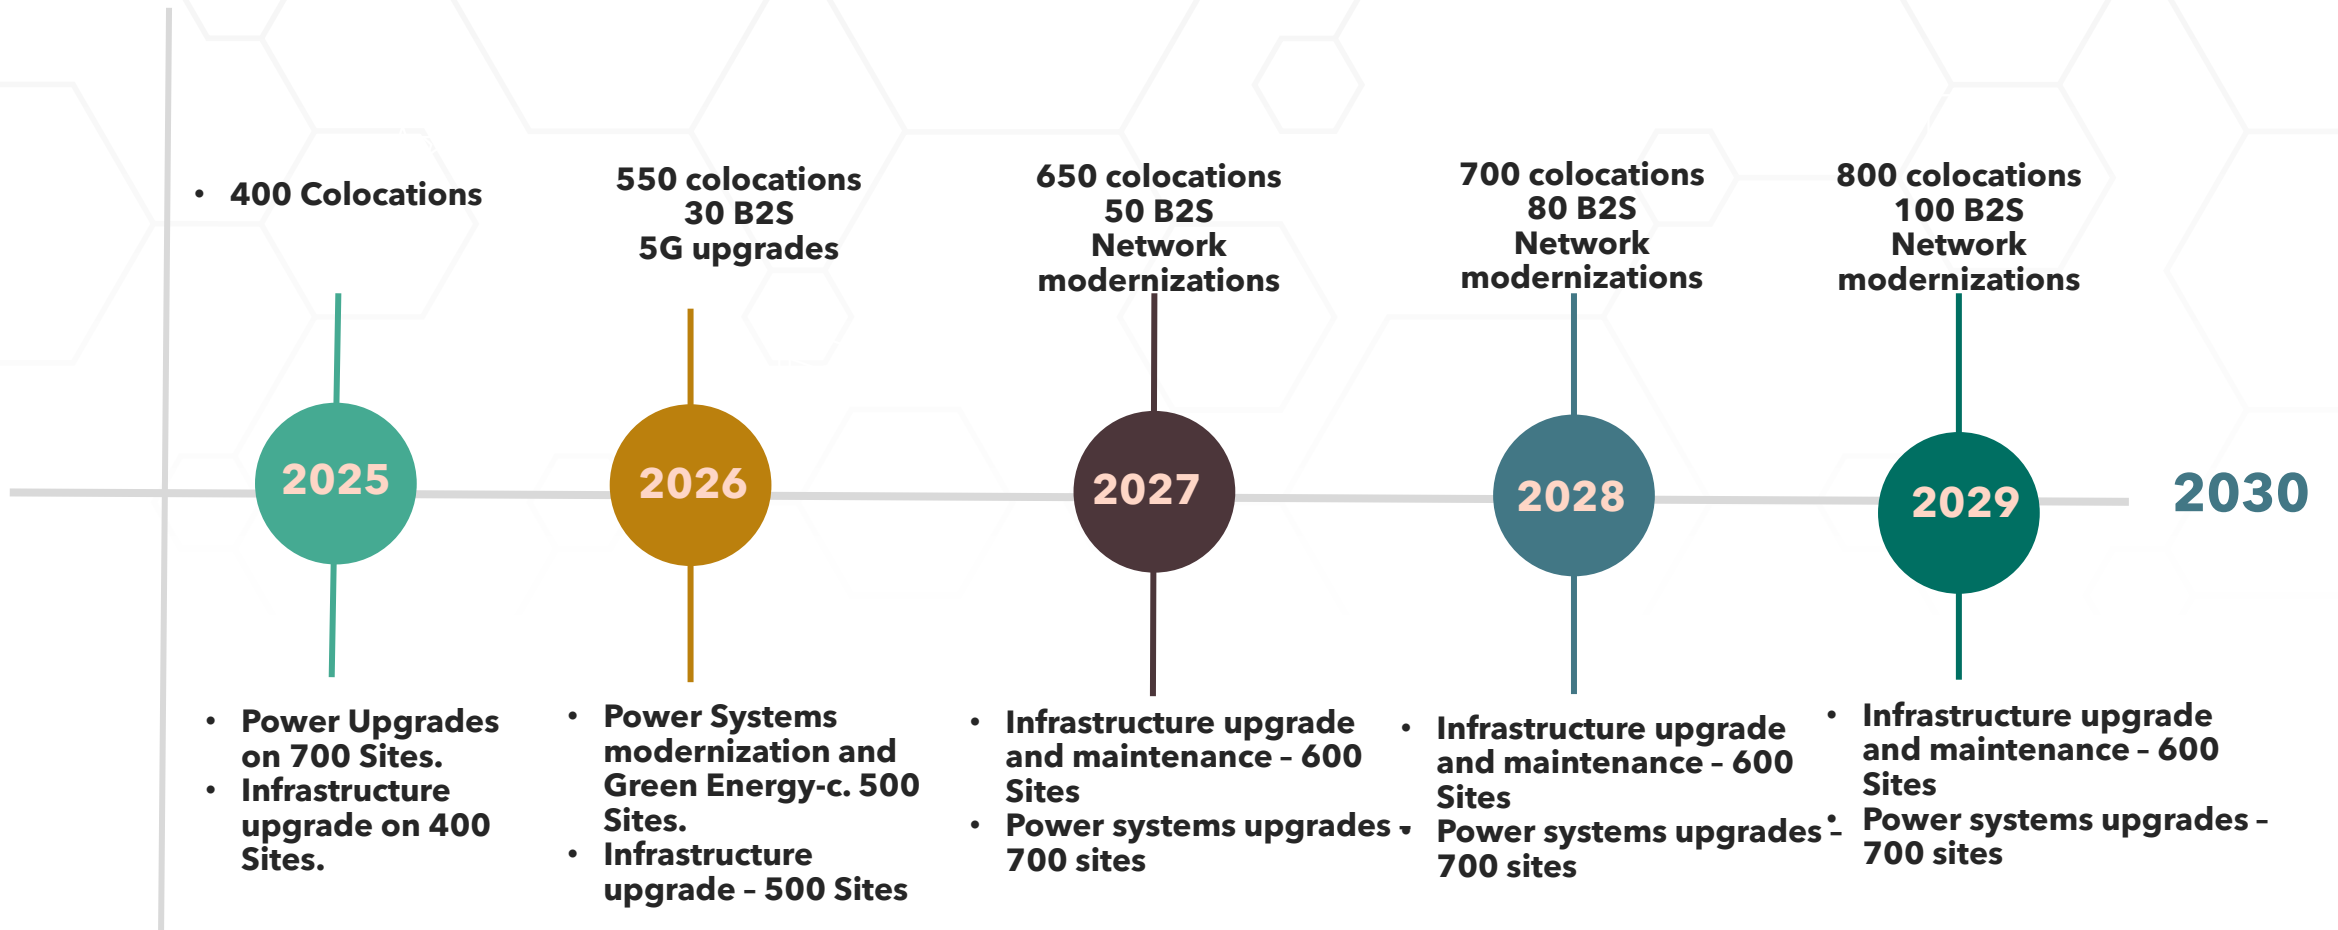 • 400 Colocations
550 colocations
30 B2S
5G upgrades
650 colocations
50 B2S
Network
modernizations
700 colocations
80 B2S
Network
modernizations
800 colocations
100 B2S
Network
modernizations
2025
2026
2027
2028
2029
2030
• Power Upgrades
on 700 Sites.
• Infrastructure
upgrade on 400
Sites.
• Power Systems
modernization and
Green Energy-c. 500
Sites.
• Infrastructure
upgrade – 500 Sites
• Infrastructure upgrade
and maintenance – 600
Sites
• Power systems upgrades –
700 sites
• Infrastructure upgrade
and maintenance – 600
Sites
• Power systems upgrades –
700 sites
• Infrastructure upgrade
and maintenance – 600
Sites
• Power systems upgrades –
700 sites